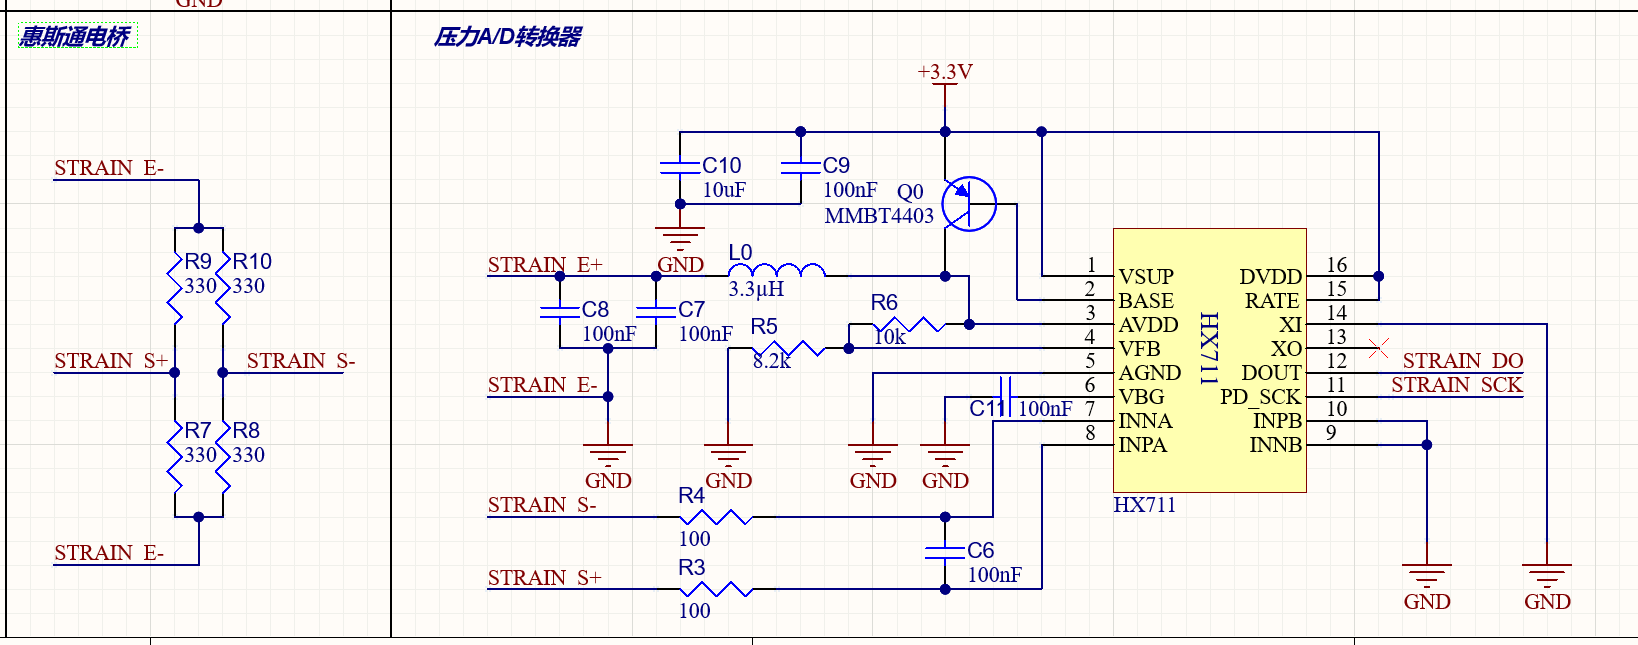 GND
惠斯通电桥
压力A/D转换器
+3.3V
C10
10uF
C9
100nF
Q0
MMBT4403
GND
STRAIN_E-
R9
330
R10
330
STRAIN_S+
STRAIN_S-
R7
330
R8
330
STRAIN_E-
STRAIN_E+
L0
3.3μH
C8
100nF
C7
100nF
R6
10k
R5
8.2k
STRAIN_E-
C11
100nF
GND
GND
GND
GND
STRAIN_S-
R4
100
C6
100nF
STRAIN_S+
R3
100
1 VSUP
2 BASE
3 AVDD
4 VFB
5 AGND
6 VBG
7 INNA
8 INPA
HX711
DVDD 16
RATE 15
XI 14
XO 13
DOUT 12
PD_SCK 11
INPB 10
INNB 9
HX711
STRAIN_DO
STRAIN_SCK
GND
GND